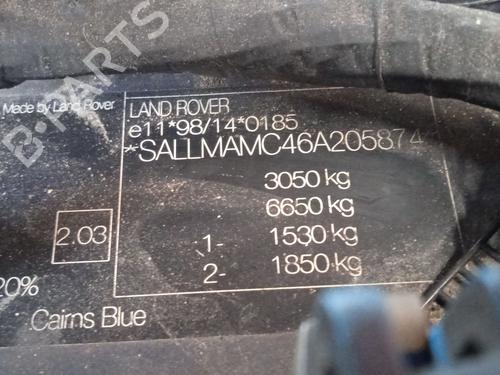 B-PARTS
Made by Land Rover
LAND ROVER
e11*98/14*0185
*SALLMAMC46A205874
3050 kg
6650 kg
2.03
1- 1530 kg
2- 1850 kg
20%
Cairns Blue